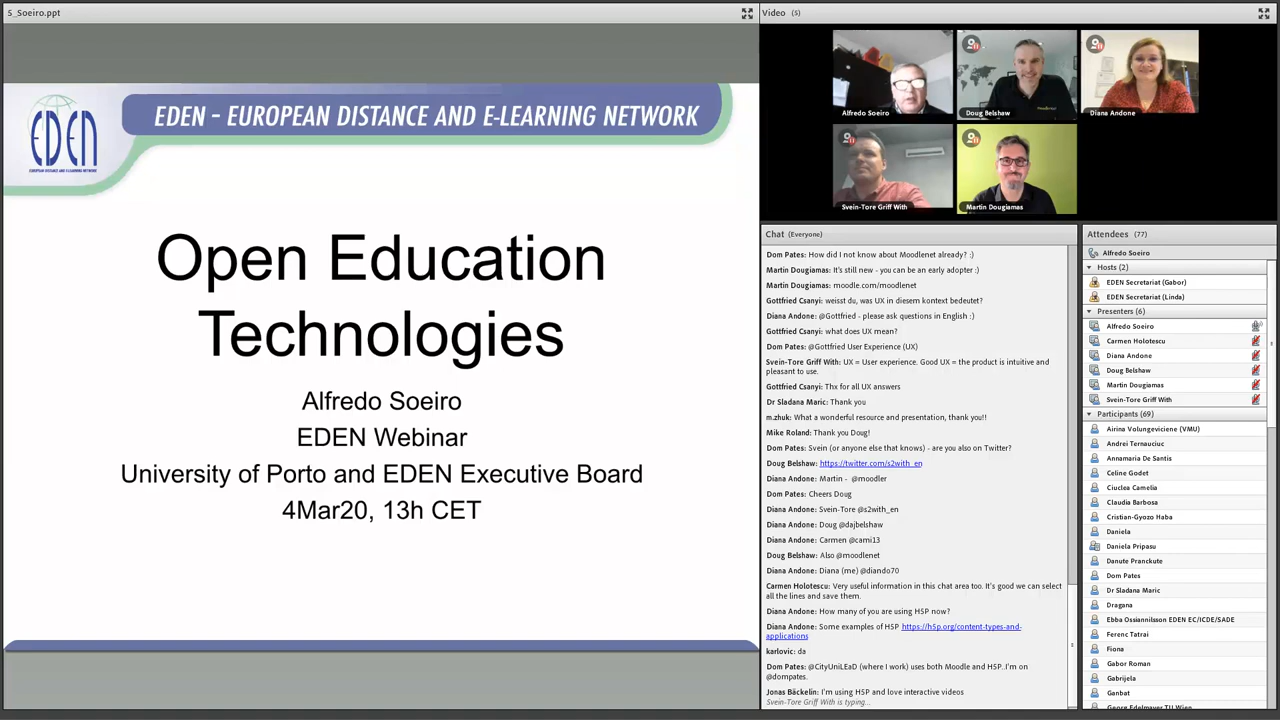 5_Soeiro.ppt
EDEN
EUROPEAN DISTANCE AND E-LEARNING NETWORK
EDEN - EUROPEAN DISTANCE AND E-LEARNING NETWORK
Open Education
Technologies
Alfredo Soeiro
EDEN Webinar
University of Porto and EDEN Executive Board
4Mar20, 13h CET
Video (5)
Alfredo Soeiro
Doug Belshaw
Diana Andone
Svein-Tore Griff With
Martin Dougiamas
Chat (Everyone)
Dom Pates: How did I not know about Moodlenet already? :)
Martin Dougiamas: It's still new - you can be an early adopter :)
Martin Dougiamas: moodle.com/moodlenet
Gottfried Csanyi: weisst du, was UX in diesem kontext bedeutet?
Diana Andone: @Gottfried - please ask questions in English :)
Gottfried Csanyi: what does UX mean?
Dom Pates: @Gottfried User Experience (UX)
Svein-Tore Griff With: UX = User experience. Good UX = the product is intuitive and
pleasant to use.
Gottfried Csanyi: Thx for all UX answers
Dr Sladana Maric: Thank you
m.zhuk: What a wonderful resource and presentation, thank you!!
Mike Roland: Thank you Doug!
Dom Pates: Svein (or anyone else that knows) - are you also on Twitter?
Doug Belshaw: https://twitter.com/s2with_en
Diana Andone: Martin - @moodler
Dom Pates: Cheers Doug
Diana Andone: Svein-Tore @s2with_en
Diana Andone: Doug @dajbelshaw
Diana Andone: Carmen @cami13
Doug Belshaw: Also @moodlenet
Diana Andone: Diana (me) @diando70
Carmen Holotescu: Very useful information in this chat area too. It's good we can select
all the lines and save them.
Diana Andone: How many of you are using H5P now?
Diana Andone: Some examples of H5P https://h5p.org/content-types-and-
applications
karlovic: da
Dom Pates: @CityUniLEaD (where I work) uses both Moodle and H5P..I'm on
@dompates.
Jonas Bäckelin: I'm using H5P and love interactive videos
Svein-Tore Griff With is typing...
Attendees (77)
Alfredo Soeiro
Hosts (2)
EDEN Secretariat (Gabor)
EDEN Secretariat (Linda)
Presenters (6)
Alfredo Soeiro
Carmen Holotescu
Diana Andone
Doug Belshaw
Martin Dougiamas
Svein-Tore Griff With
Participants (69)
Airina Volungeviciene (VMU)
Andrei Ternauciuc
Annamaria De Santis
Celine Godet
Ciuclea Camelia
Claudia Barbosa
Cristian-Gyozo Haba
Daniela
Daniela Pripasu
Danute Pranckute
Dom Pates
Dr Sladana Maric
Dragana
Ebba Ossiannilsson EDEN EC/ICDE/SADE
Ferenc Tatrai
Fiona
Gabor Roman
Gabrijela
Ganbat
Georg Edelmayer TU Wien